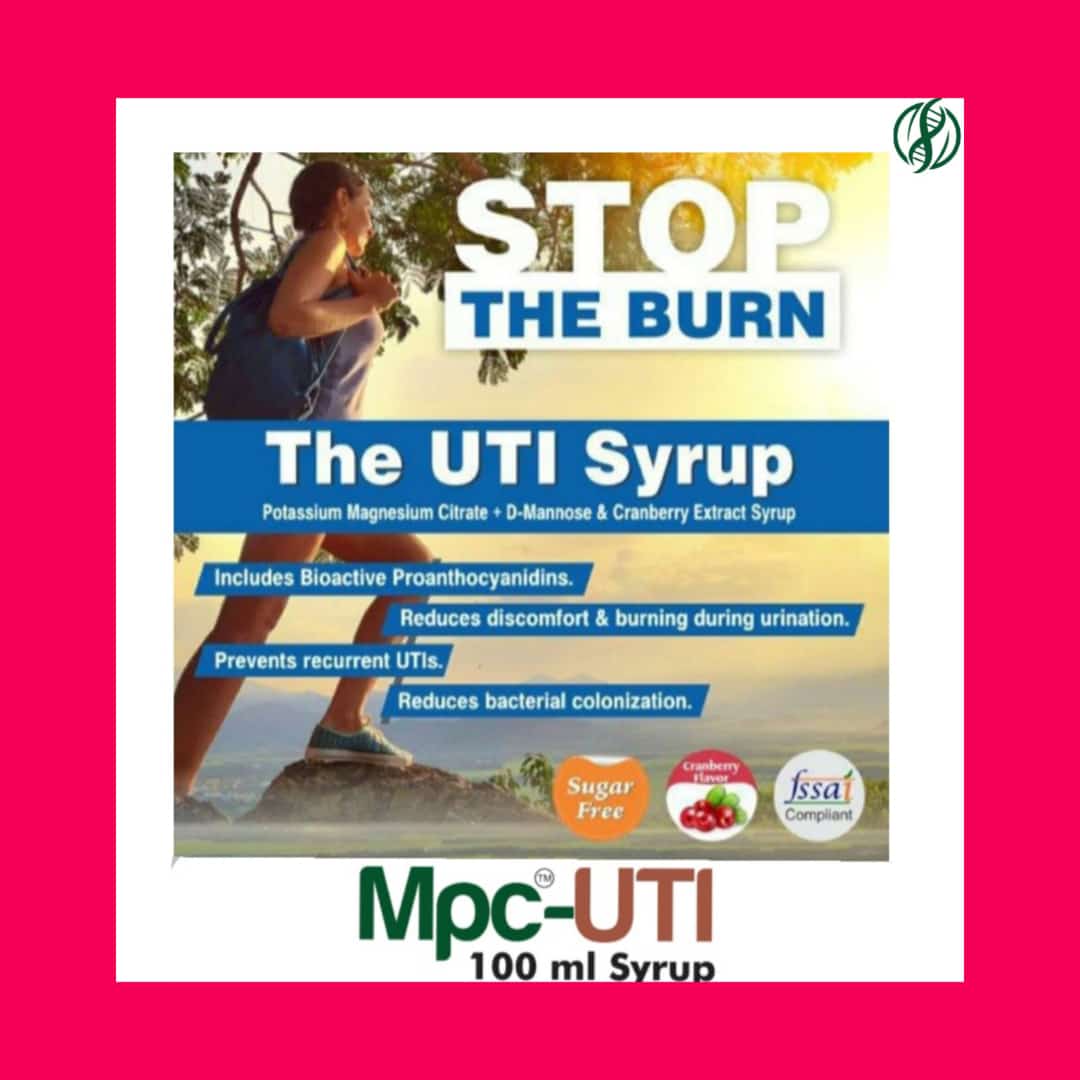 STOP
THE BURN
The UTI Syrup
Potassium Magnesium Citrate + D-Mannose & Cranberry Extract Syrup
Includes Bioactive Proanthocyanidins.
Reduces discomfort & burning during urination.
Prevents recurrent UTIs.
Reduces bacterial colonization.
Sugar
Free
Cranberry
Flavor
fssai
Compliant
Mpc™-UTI
100 ml Syrup